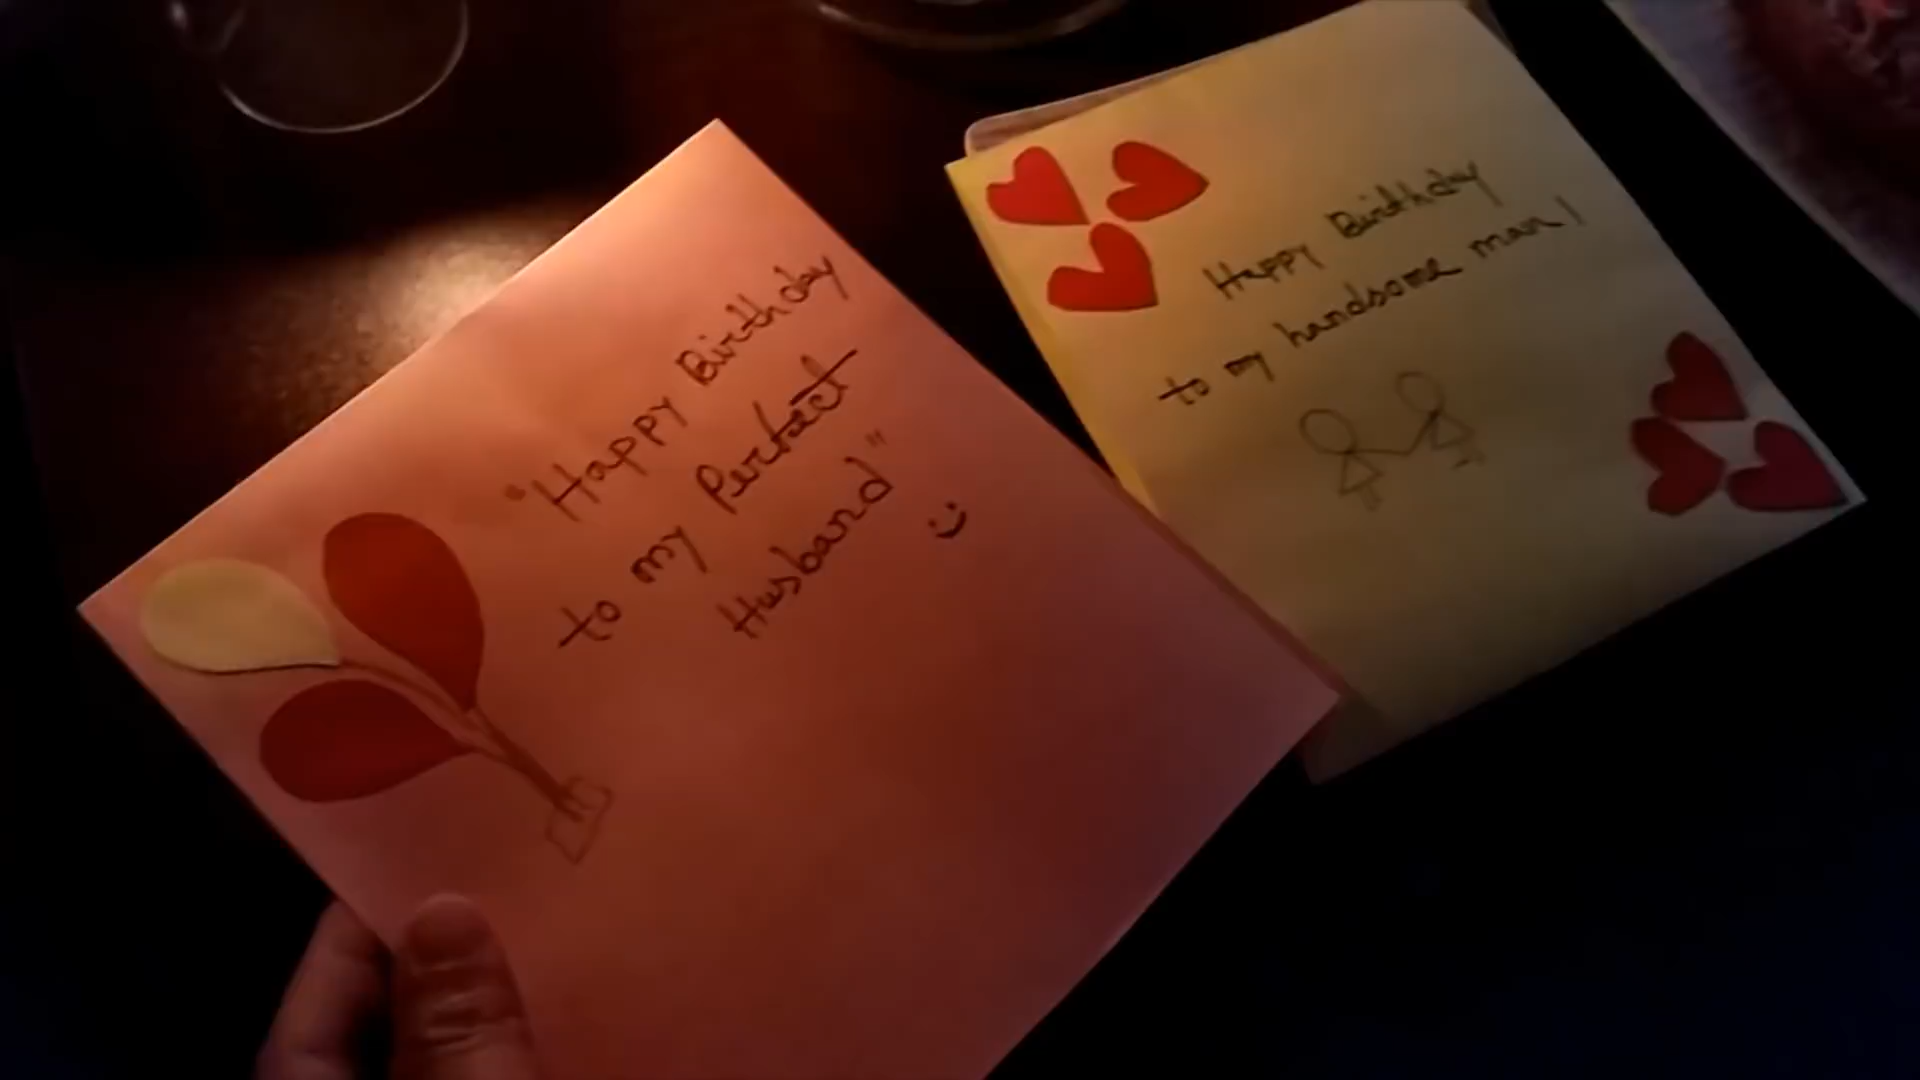 "Happy Birthday
to my Perfect
Husband"
:)
Happy Birthday
to my handsome man!